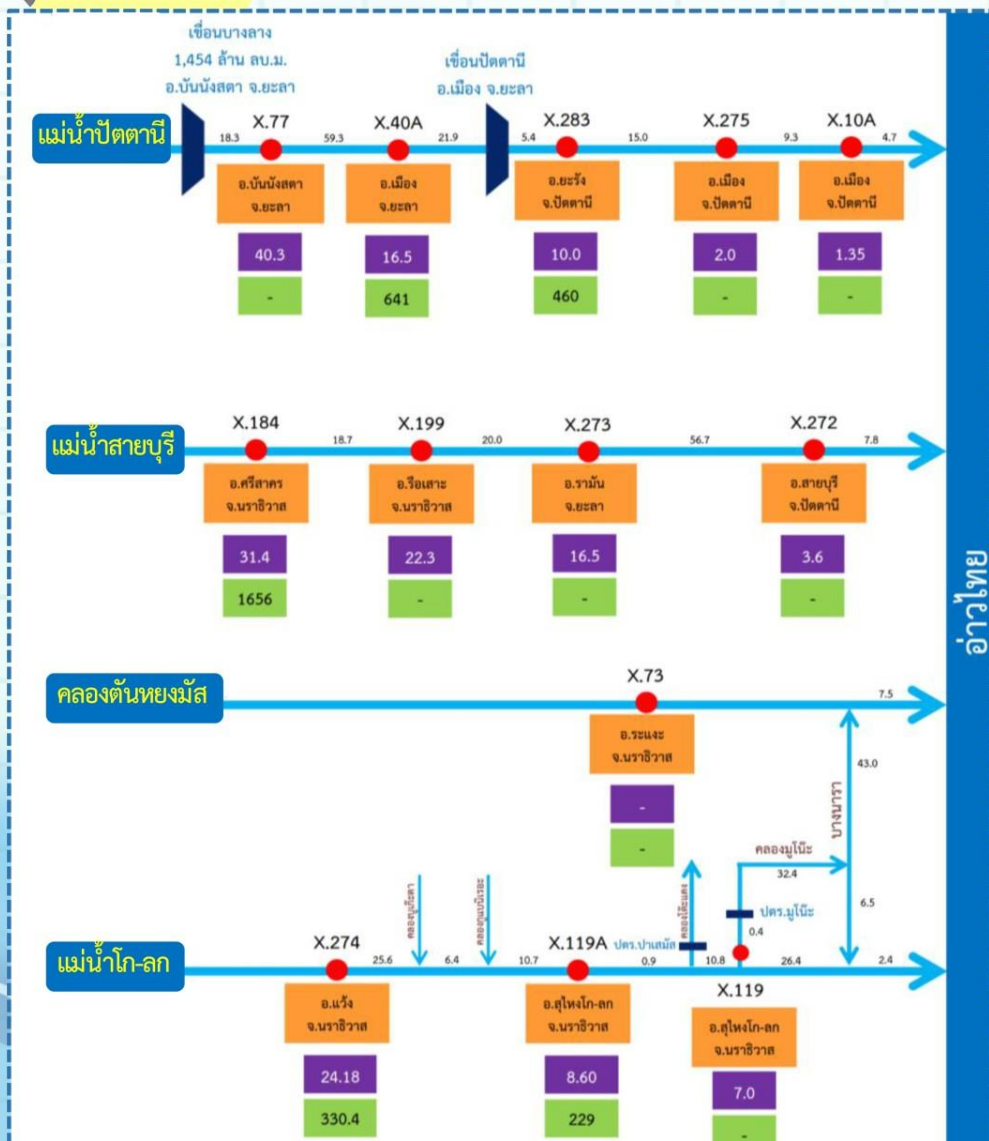 เขื่อนบางลาง
1,454 ล้าน ลบ.ม.
อ.บันนังสตา จ.ยะลา
เขื่อนปัตตานี
อ.เมือง จ.ยะลา
แม่น้ำปัตตานี
18.3
X.77
59.3
X.40A
21.9
5.4
X.283
15.0
X.275
9.3
X.10A
4.7
อ.บันนังสตา
จ.ยะลา
อ.เมือง
จ.ยะลา
อ.ยะรัง
จ.ปัตตานี
อ.เมือง
จ.ปัตตานี
อ.เมือง
จ.ปัตตานี
40.3
16.5
10.0
2.0
1.35
-
641
460
-
-
แม่น้ำสายบุรี
X.184
18.7
X.199
20.0
X.273
56.7
X.272
7.8
อ.ศรีสาคร
จ.นราธิวาส
อ.รือเสาะ
จ.นราธิวาส
อ.รามัน
จ.ยะลา
อ.สายบุรี
จ.ปัตตานี
31.4
22.3
16.5
3.6
1656
-
-
-
อ่าวไทย
คลองตันหยงมัส
X.73
7.5
อ.ระแงะ
จ.นราธิวาส
-
-
43.0
บางนารา
คลองมูโน๊ะ
32.4
ปตร.มูโน๊ะ
0.4
6.5
คลองโต๊ะแดง
ปตร.ปาเสมัส
แม่น้ำโก-ลก
X.274
25.6
6.4
10.7
X.119A
0.9
10.8
26.4
2.4
X.119
อ.แว้ง
จ.นราธิวาส
อ.สุไหงโก-ลก
จ.นราธิวาส
อ.สุไหงโก-ลก
จ.นราธิวาส
24.18
8.60
7.0
330.4
229
-